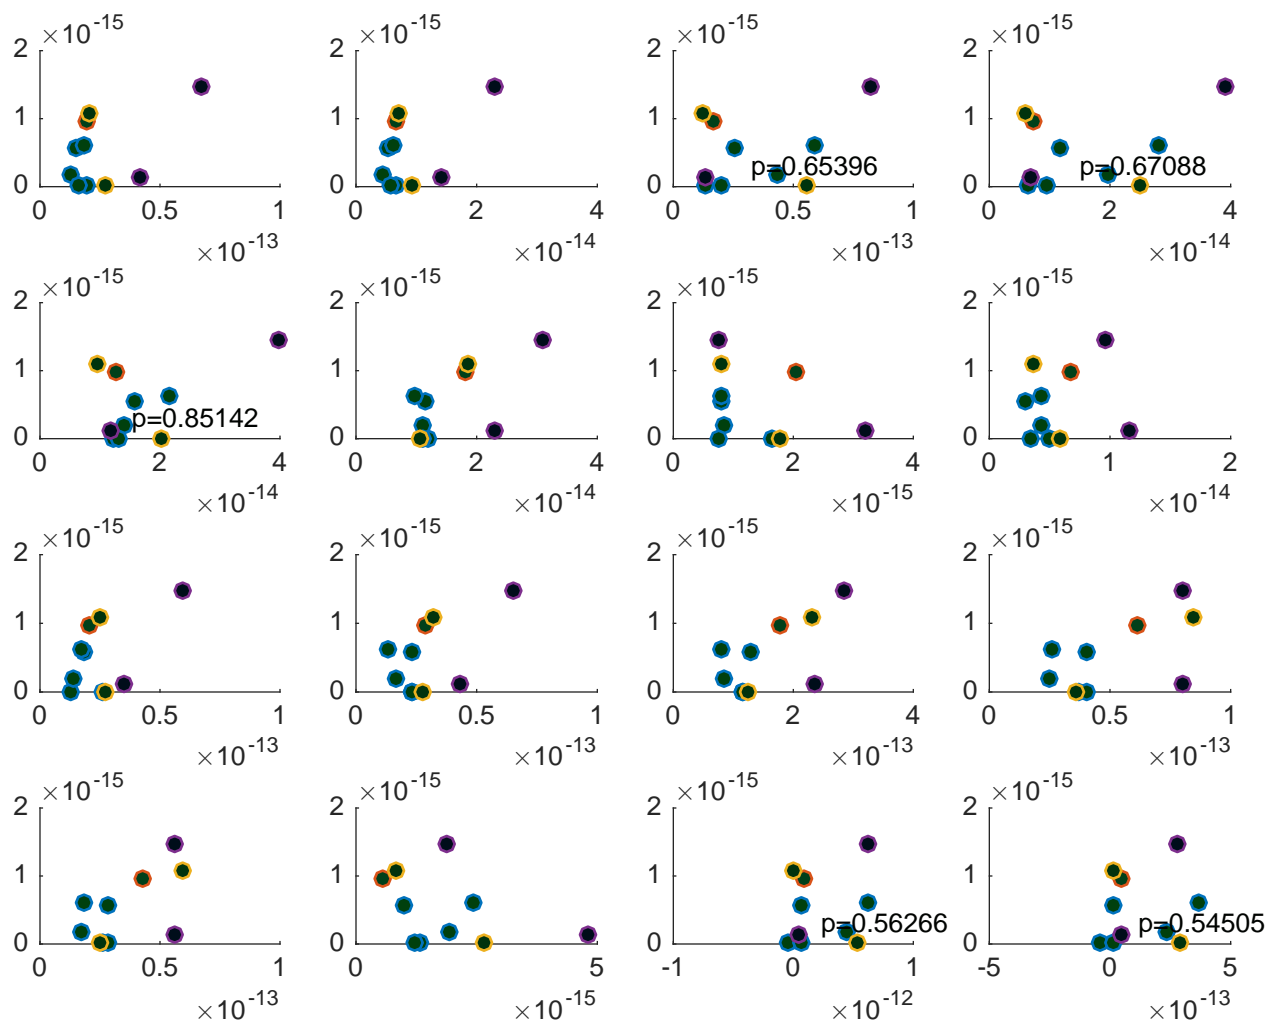 ×10-15 ×10-15 ×10-15 ×10-15
2 2 2 2
1 1 1 1
p=0.65396 p=0.67088
0 0 0 0
0 0.5 1 0 2 4 0 0.5 1 0 2 4
×10-13 ×10-14 ×10-13 ×10-14
×10-15 ×10-15 ×10-15 ×10-15
2 2 2 2
1 1 1 1
p=0.85142
0 0 0 0
0 2 4 0 2 4 0 2 4 0 1 2
×10-14 ×10-14 ×10-15 ×10-14
×10-15 ×10-15 ×10-15 ×10-15
2 2 2 2
1 1 1 1
0 0 0 0
0 0.5 1 0 0.5 1 0 2 4 0 0.5 1
×10-13 ×10-13 ×10-13 ×10-13
×10-15 ×10-15 ×10-15 ×10-15
2 2 2 2
1 1 1 1
p=0.56266 p=0.54505
0 0 0 0
0 0.5 1 0 5 -1 0 1 -5 0 5
×10-13 ×10-15 ×10-12 ×10-13